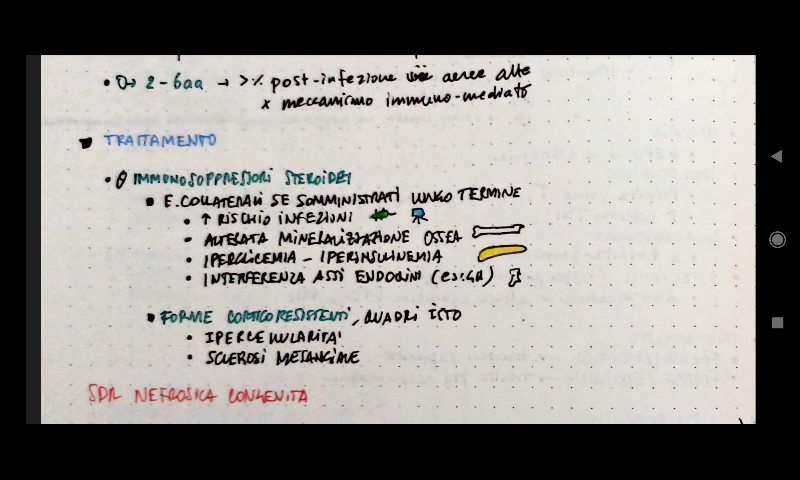 2-6aa → >% post-infezione vie aeree alte
x meccanismo immuno-mediato
TRATTAMENTO
IMMUNOSOPPRESSORI STEROIDEI
E. COLLATERALI SE SOMMINISTRATI LUNGO TERMINE
↑ RISCHIO INFEZIONI
ALTERATA MINERALIZZAZIONE OSSEA
IPERGLICEMIA - IPERINSULINEMIA
INTERFERENZA ASSI ENDOCRINI (es: GH)
FORME CORTICORESISTENTI, QUADRI ISTO
IPERCELLULARITA'
SCLEROSI MESANGIALE
SDR NEFROSICA CONGENITA